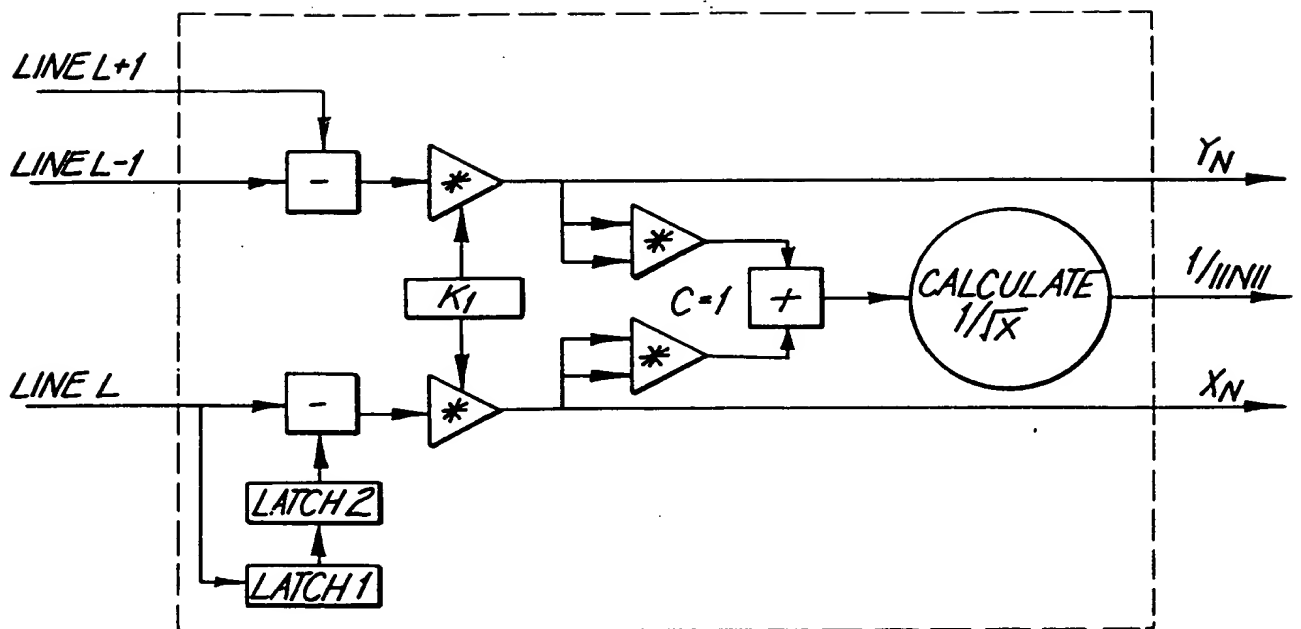 LINE L+1
LINE L-1
-
*
Y_N
*
K1
C=1
+
CALCULATE
1/√X
1/||N||
*
LINE L
-
*
X_N
LATCH 2
LATCH 1